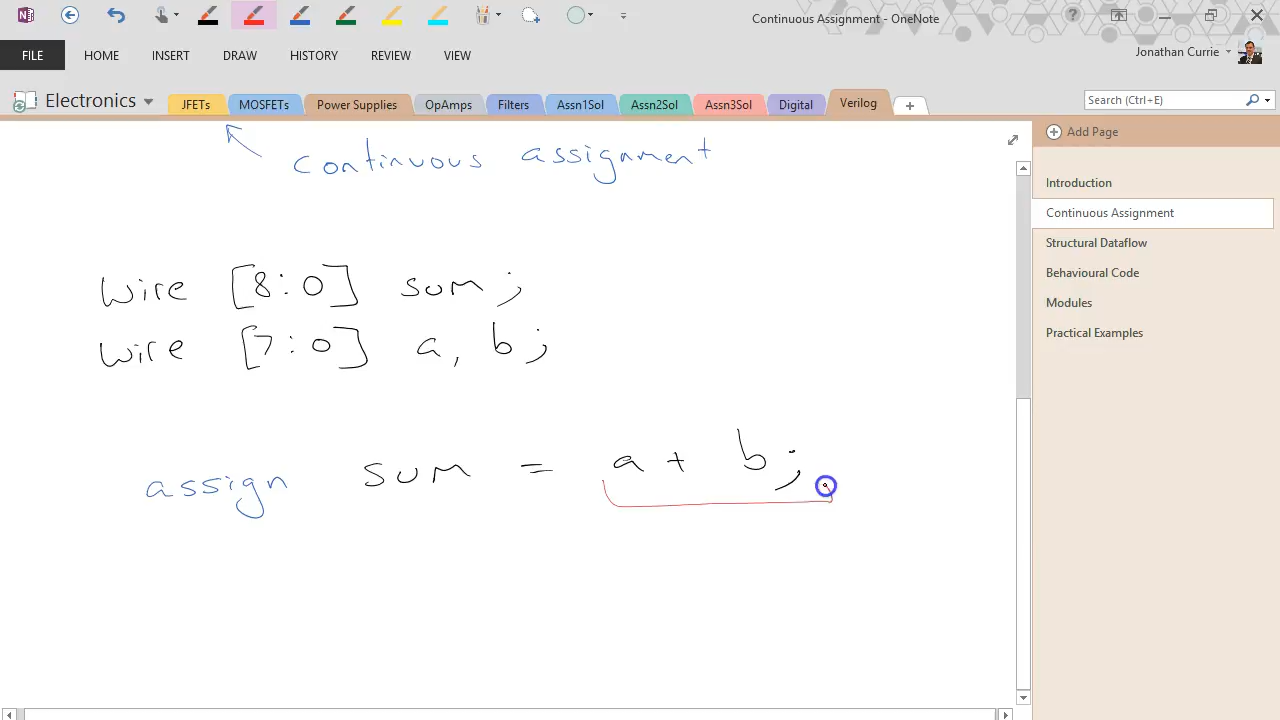 Continuous Assignment - OneNote
?
FILE HOME INSERT DRAW HISTORY REVIEW VIEW
Jonathan Currie
Electronics
JFETs MOSFETs Power Supplies OpAmps Filters Assn1Sol Assn2Sol Assn3Sol Digital Verilog
Search (Ctrl+E)
Add Page
Introduction
Continuous Assignment
Structural Dataflow
Behavioural Code
Modules
Practical Examples
continuous assignment
wire [8:0] sum;
wire [7:0] a, b;
assign sum = a + b;